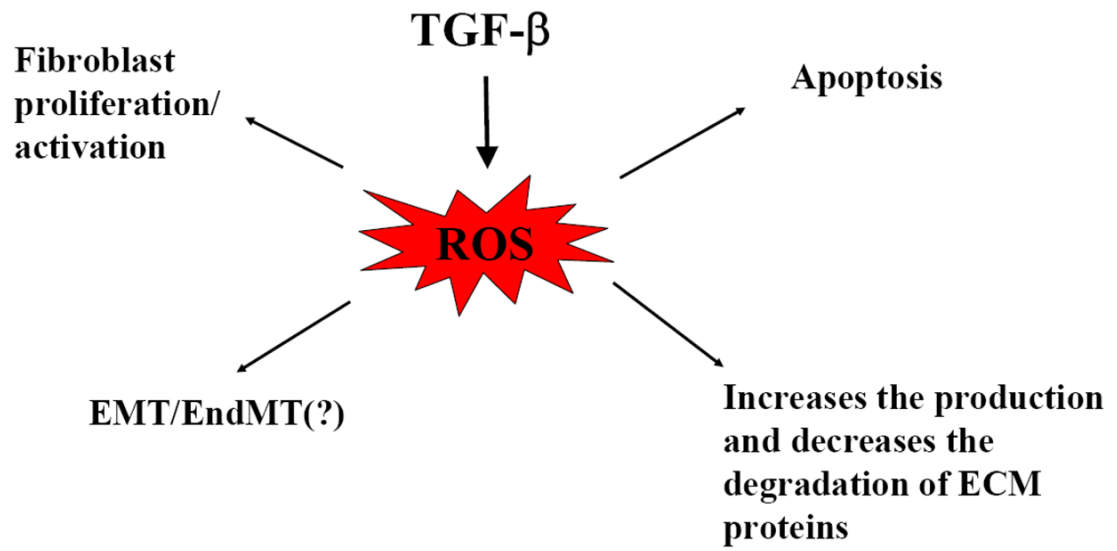 TGF-β
Fibroblast
proliferation/
activation
Apoptosis
ROS
EMT/EndMT(?)
Increases the production
and decreases the
degradation of ECM
proteins